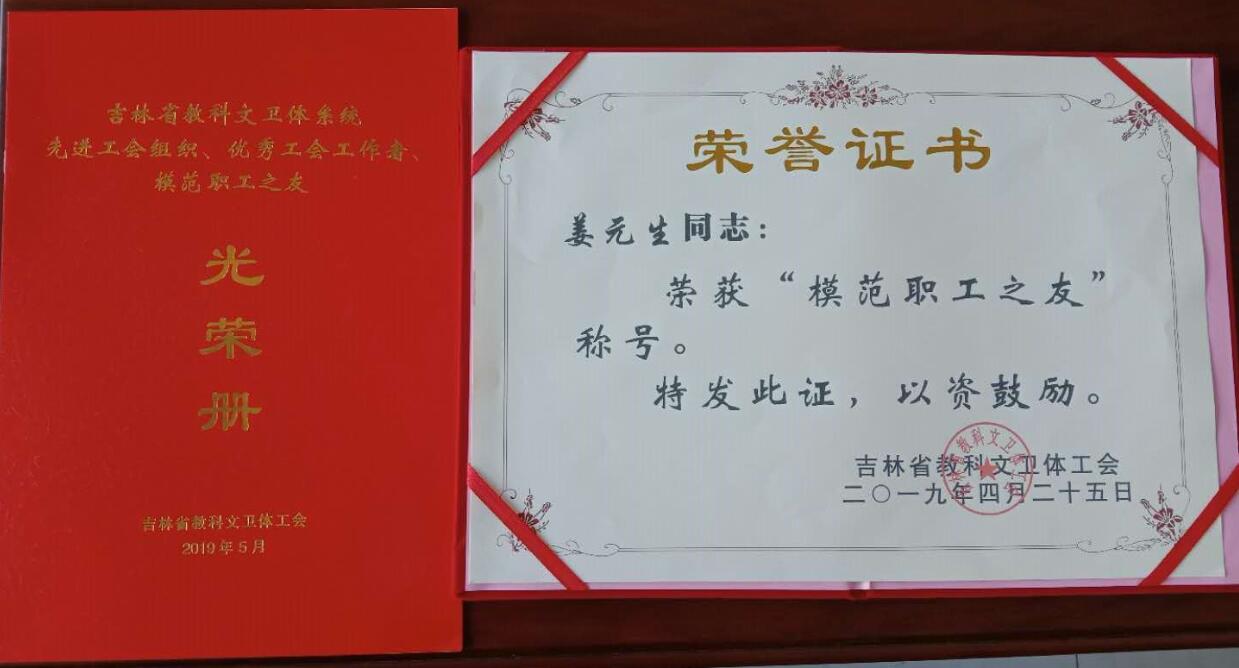 吉林省教科文卫体系统
先进工会组织、优秀工会工作者、
模范职工之友
光
荣
册
吉林省教科文卫体工会
2019年5月
荣誉证书
姜元生同志：
荣获“模范职工之友”
称号。
特发此证，以资鼓励。
吉林省教科文卫体工会
二〇一九年四月二十五日